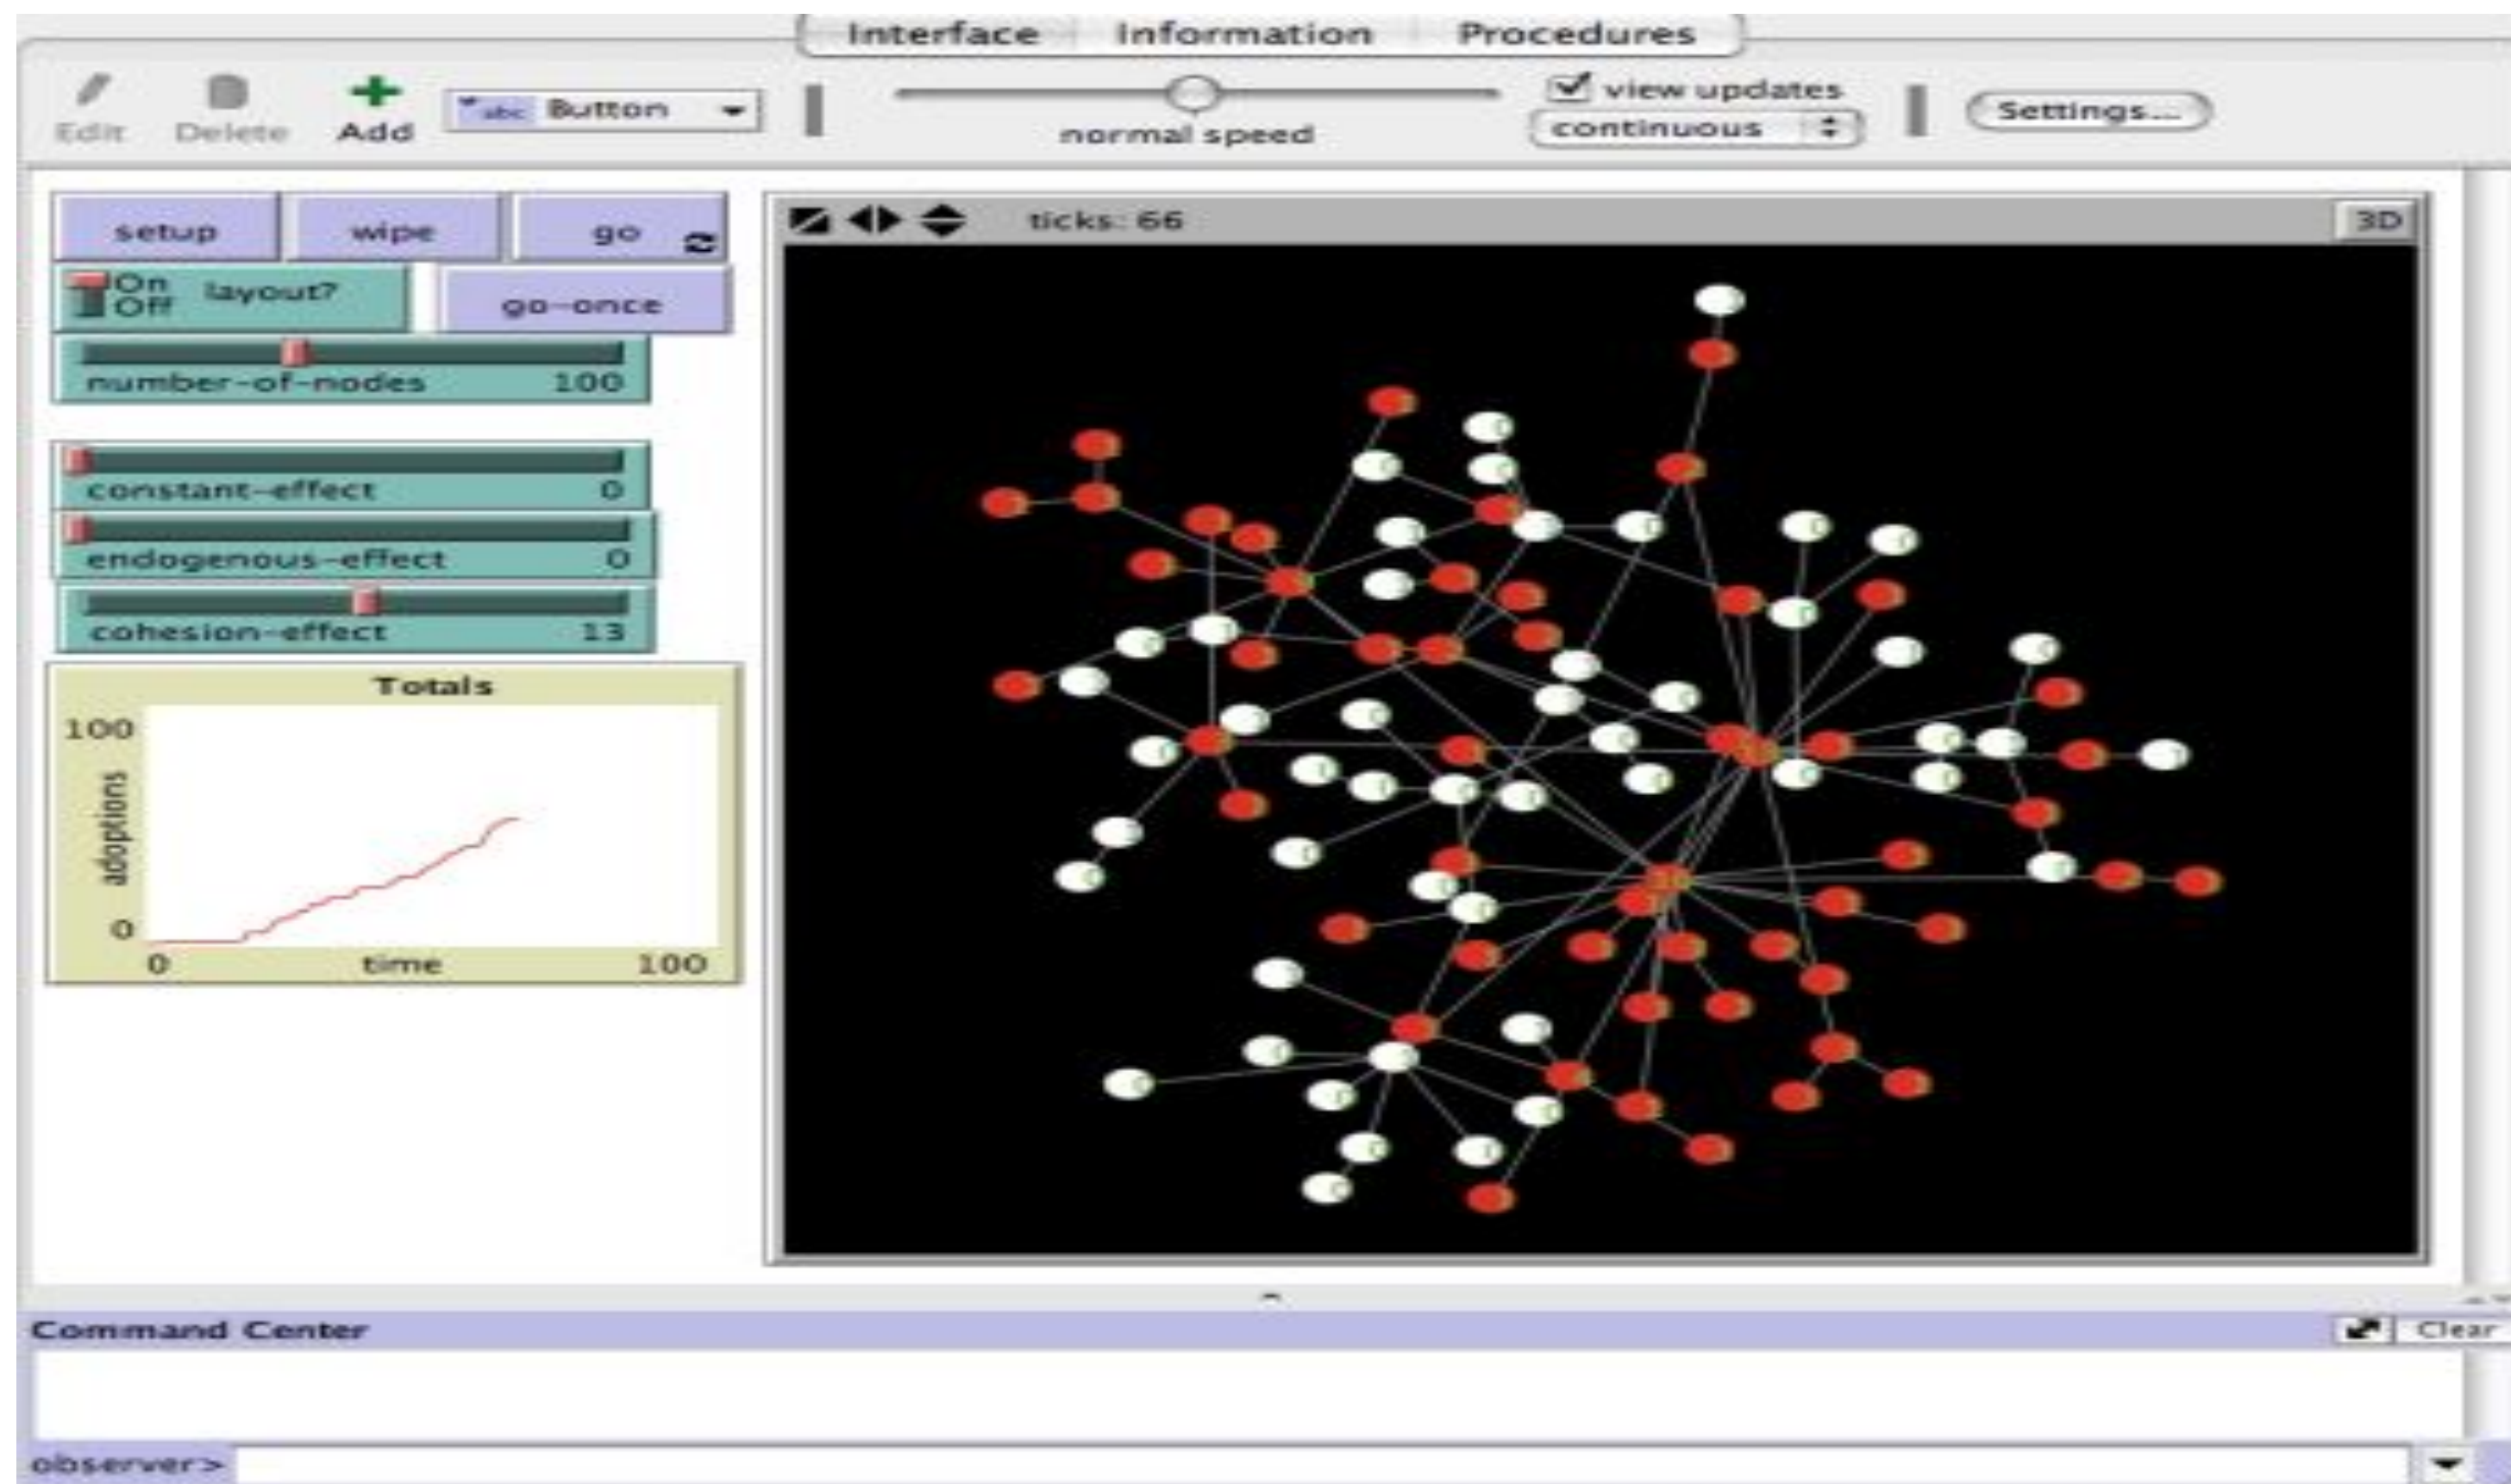 Interface Information Procedures
Edit Delete Add abc Button normal speed view updates continuous Settings...
setup wipe go
On Off layout? go-once
number-of-nodes 100
constant-effect 0
endogenous-effect 0
cohesion-effect 13
Totals
100
adoptions
0
0 time 100
ticks: 66 3D
Command Center Clear
observer>